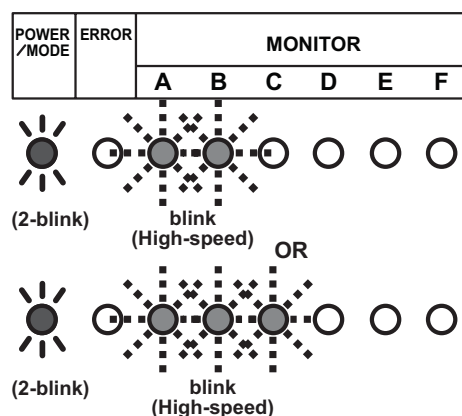 POWER
/MODE
ERROR
MONITOR
A B C D E F
(2-blink)
blink
(High-speed)
OR
(2-blink)
blink
(High-speed)